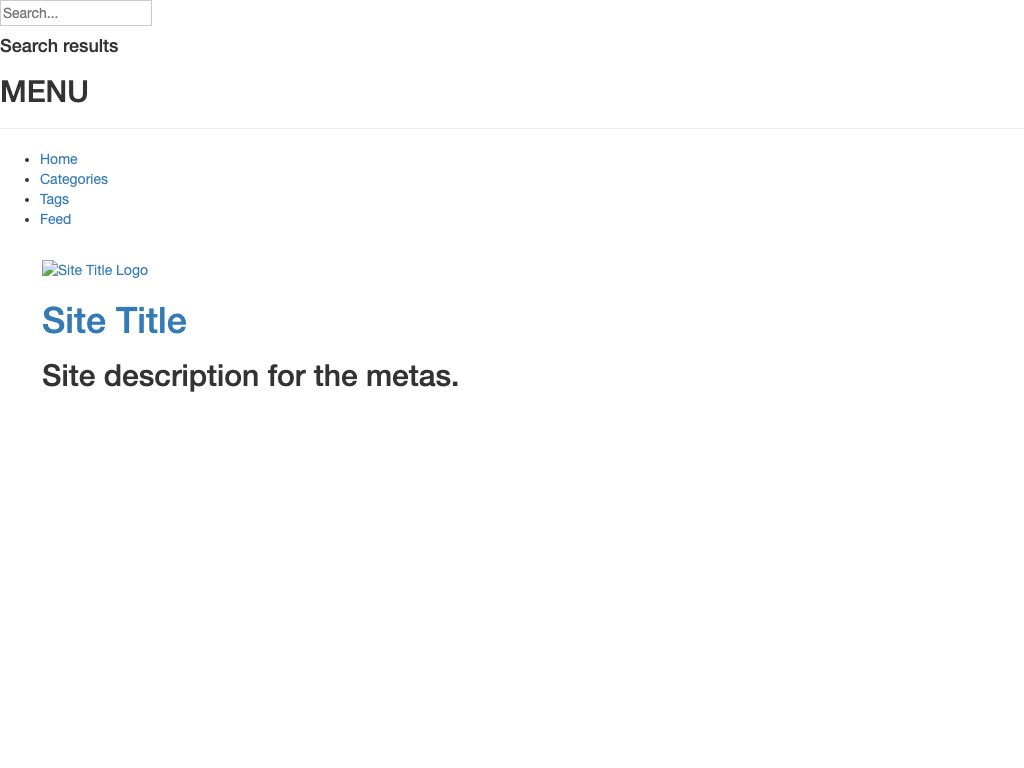 Search...
Search results
MENU
Home
Categories
Tags
Feed
Site Title Logo
Site Title
Site description for the metas.